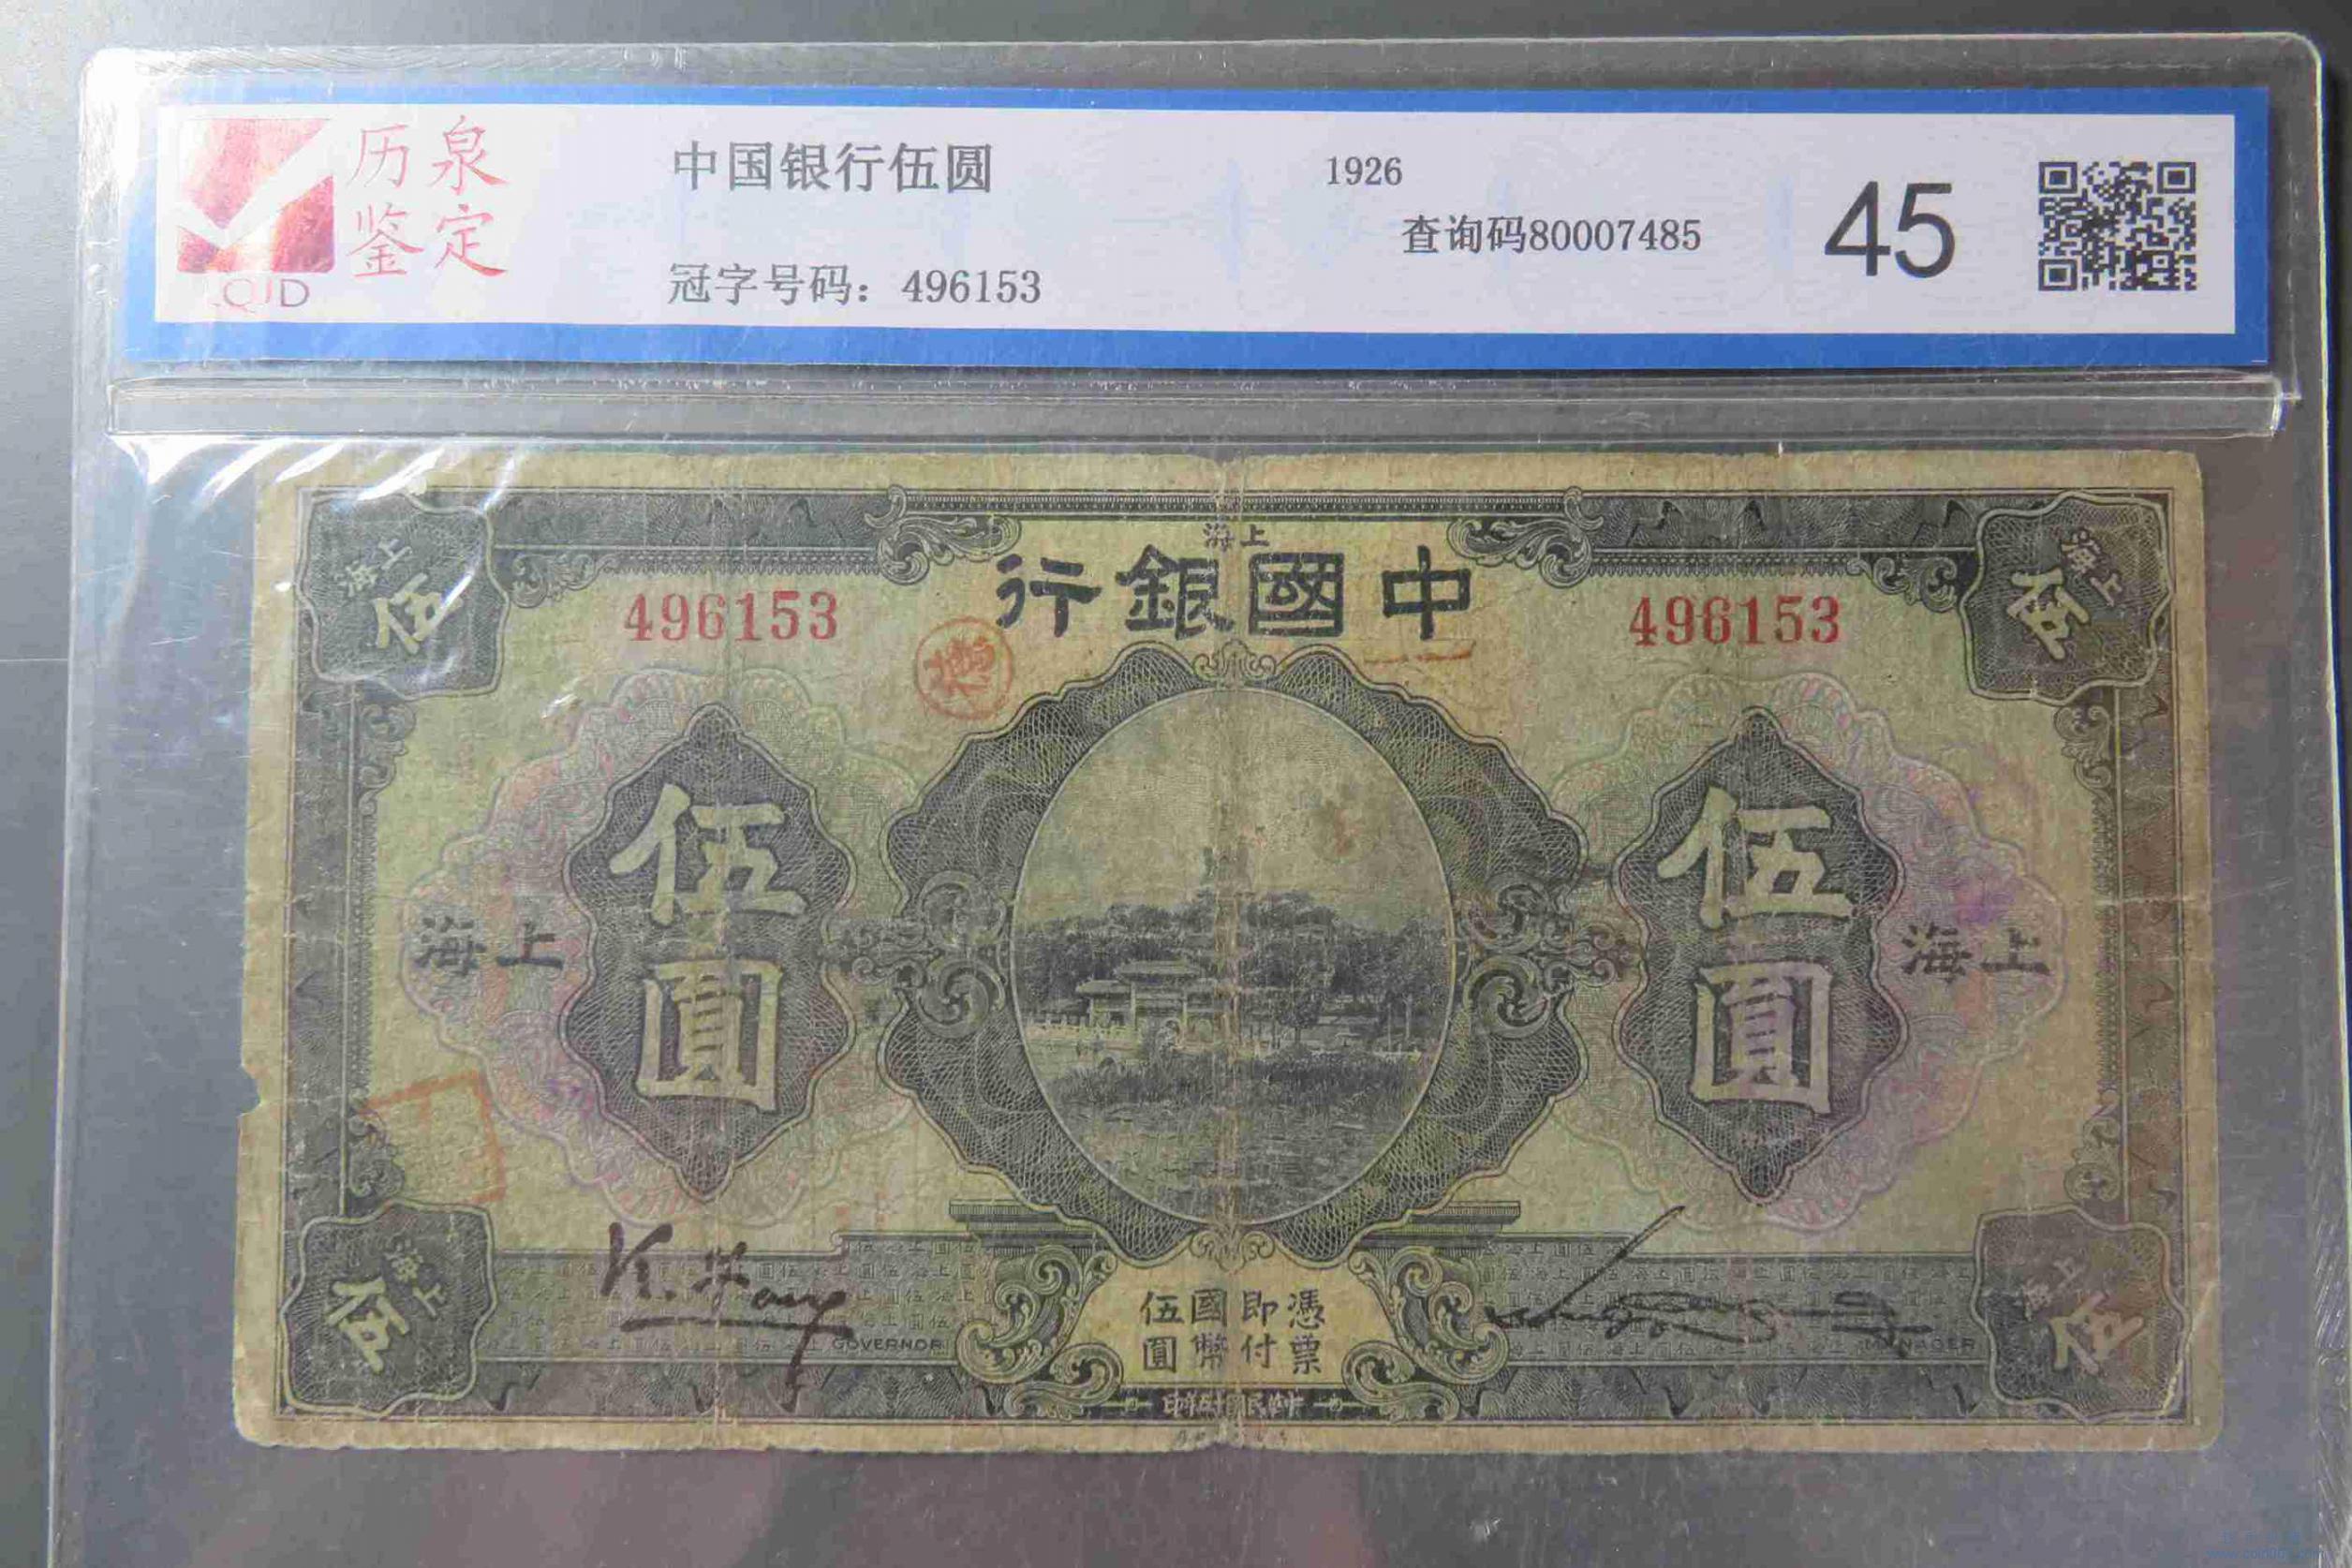 历泉
鉴定
LQJD
中国银行伍圆
1926
查询码80007485
冠字号码：496153
45
海上
行銀國中
496153
496153
海上
伍
海上
伍
伍圓
伍圓
海上
海上
K. H. Yang
GOVERNOR
憑票
即付
國幣
伍圓
MANAGER
海上
伍
海上
伍